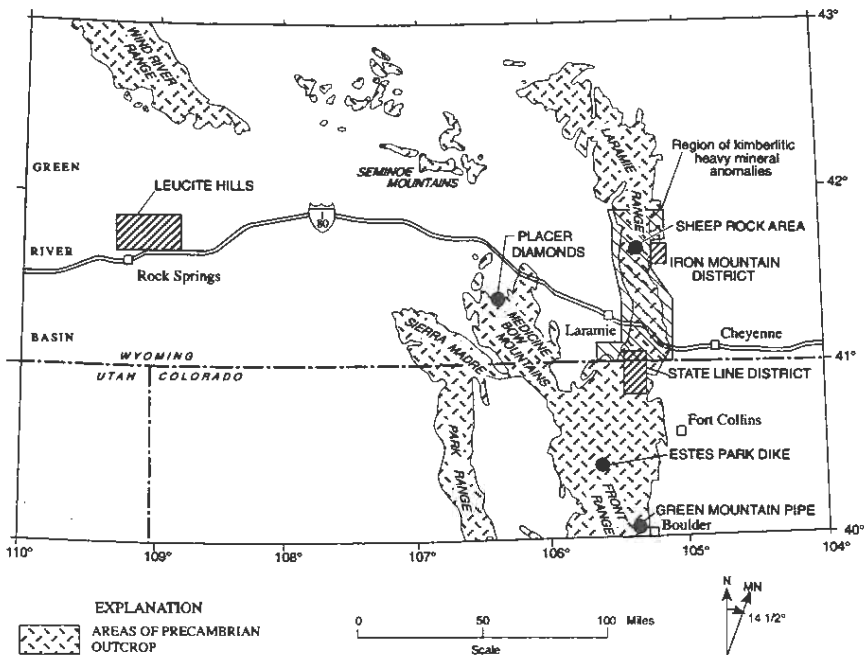 43°
WIND RIVER
RANGE
LARAMIE
RANGE
Region of kimberlitic
heavy mineral
anomalies
GREEN
SEMINOE
MOUNTAINS
42°
LEUCITE HILLS
I
80
SHEEP ROCK AREA
PLACER
DIAMONDS
RIVER
IRON MOUNTAIN
DISTRICT
Rock Springs
MEDICINE
BOW
MOUNTAINS
SIERRA MADRE
Laramie
Cheyenne
BASIN
WYOMING
41°
UTAH
COLORADO
STATE LINE DISTRICT
PARK
RANGE
Fort Collins
ESTES PARK DIKE
FRONT
RANGE
GREEN MOUNTAIN PIPE
Boulder
40°
110°
109°
108°
107°
106°
105°
104°
N
MN
14 1/2°
EXPLANATION
AREAS OF PRECAMBRIAN
OUTCROP
0
50
100
Miles
Scale